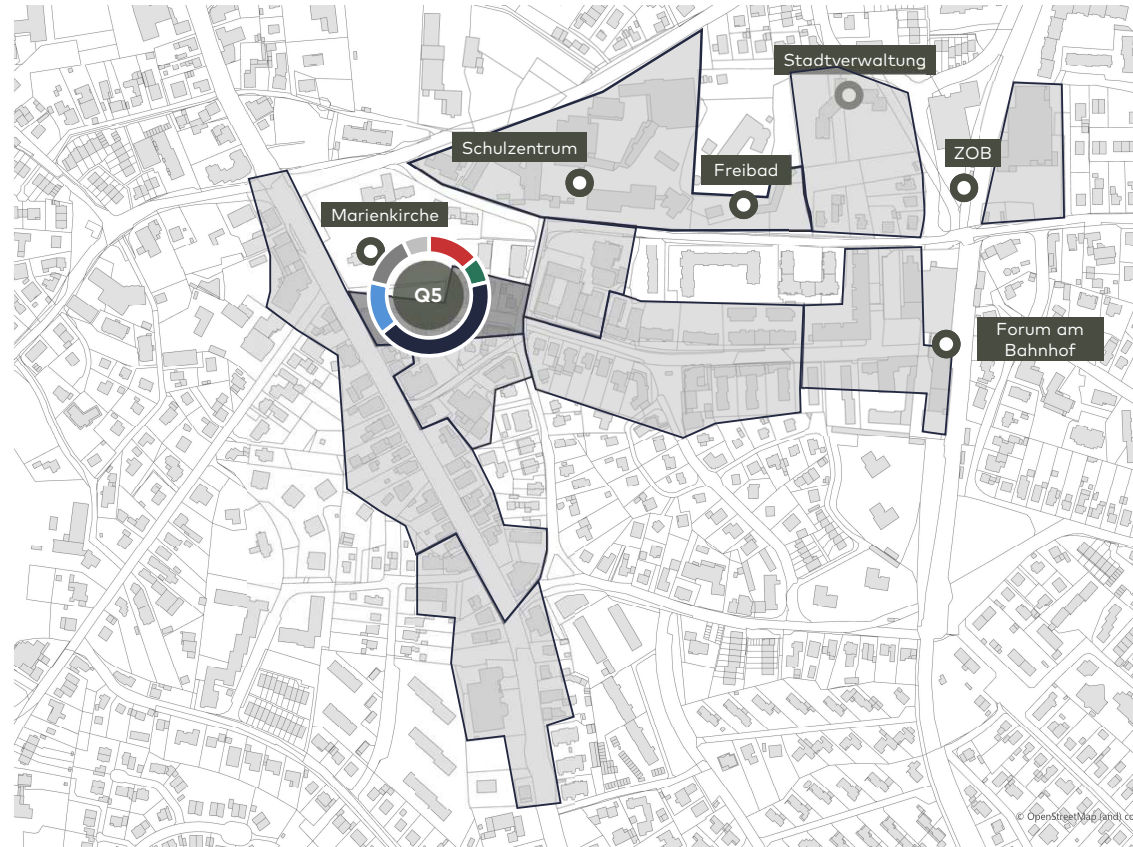 Stadtverwaltung
Schulzentrum
ZOB
Freibad
Marienkirche
Q5
Forum am
Bahnhof
© OpenStreetMap (and) co